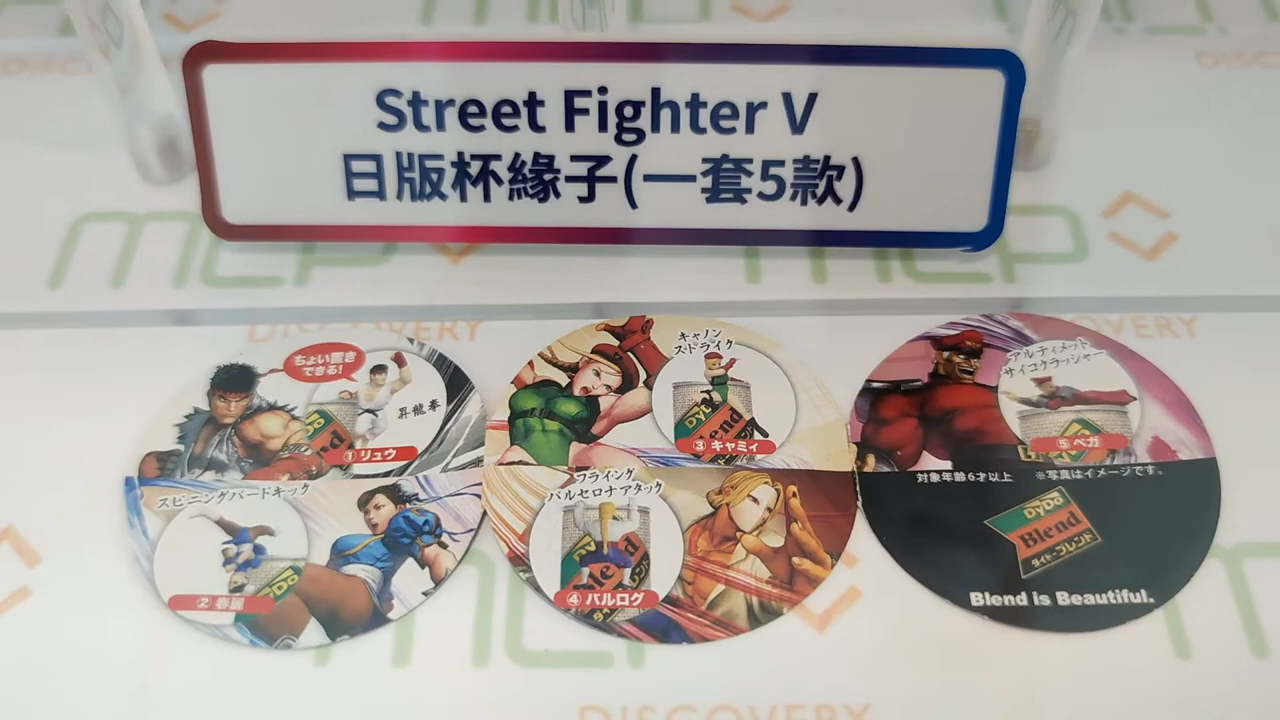 Street Fighter V
日版杯緣子(一套5款)
mcp
mcp
DISCOVERY
DISCOVERY
ちょい置き
できる!
昇龍拳
① リュウ
スピニングバードキック
② 春麗
キャノン
ストライク
DyDo
Blend
③ キャミィ
フライング
バルセロナアタック
④ バルログ
アルティメット
サイコクラッシャー
⑤ ベガ
対象年齢6才以上 ※写真はイメージです。
DyDo
Blend
ダイドーブレンド
Blend is Beautiful.
mcp
DISCOVERY